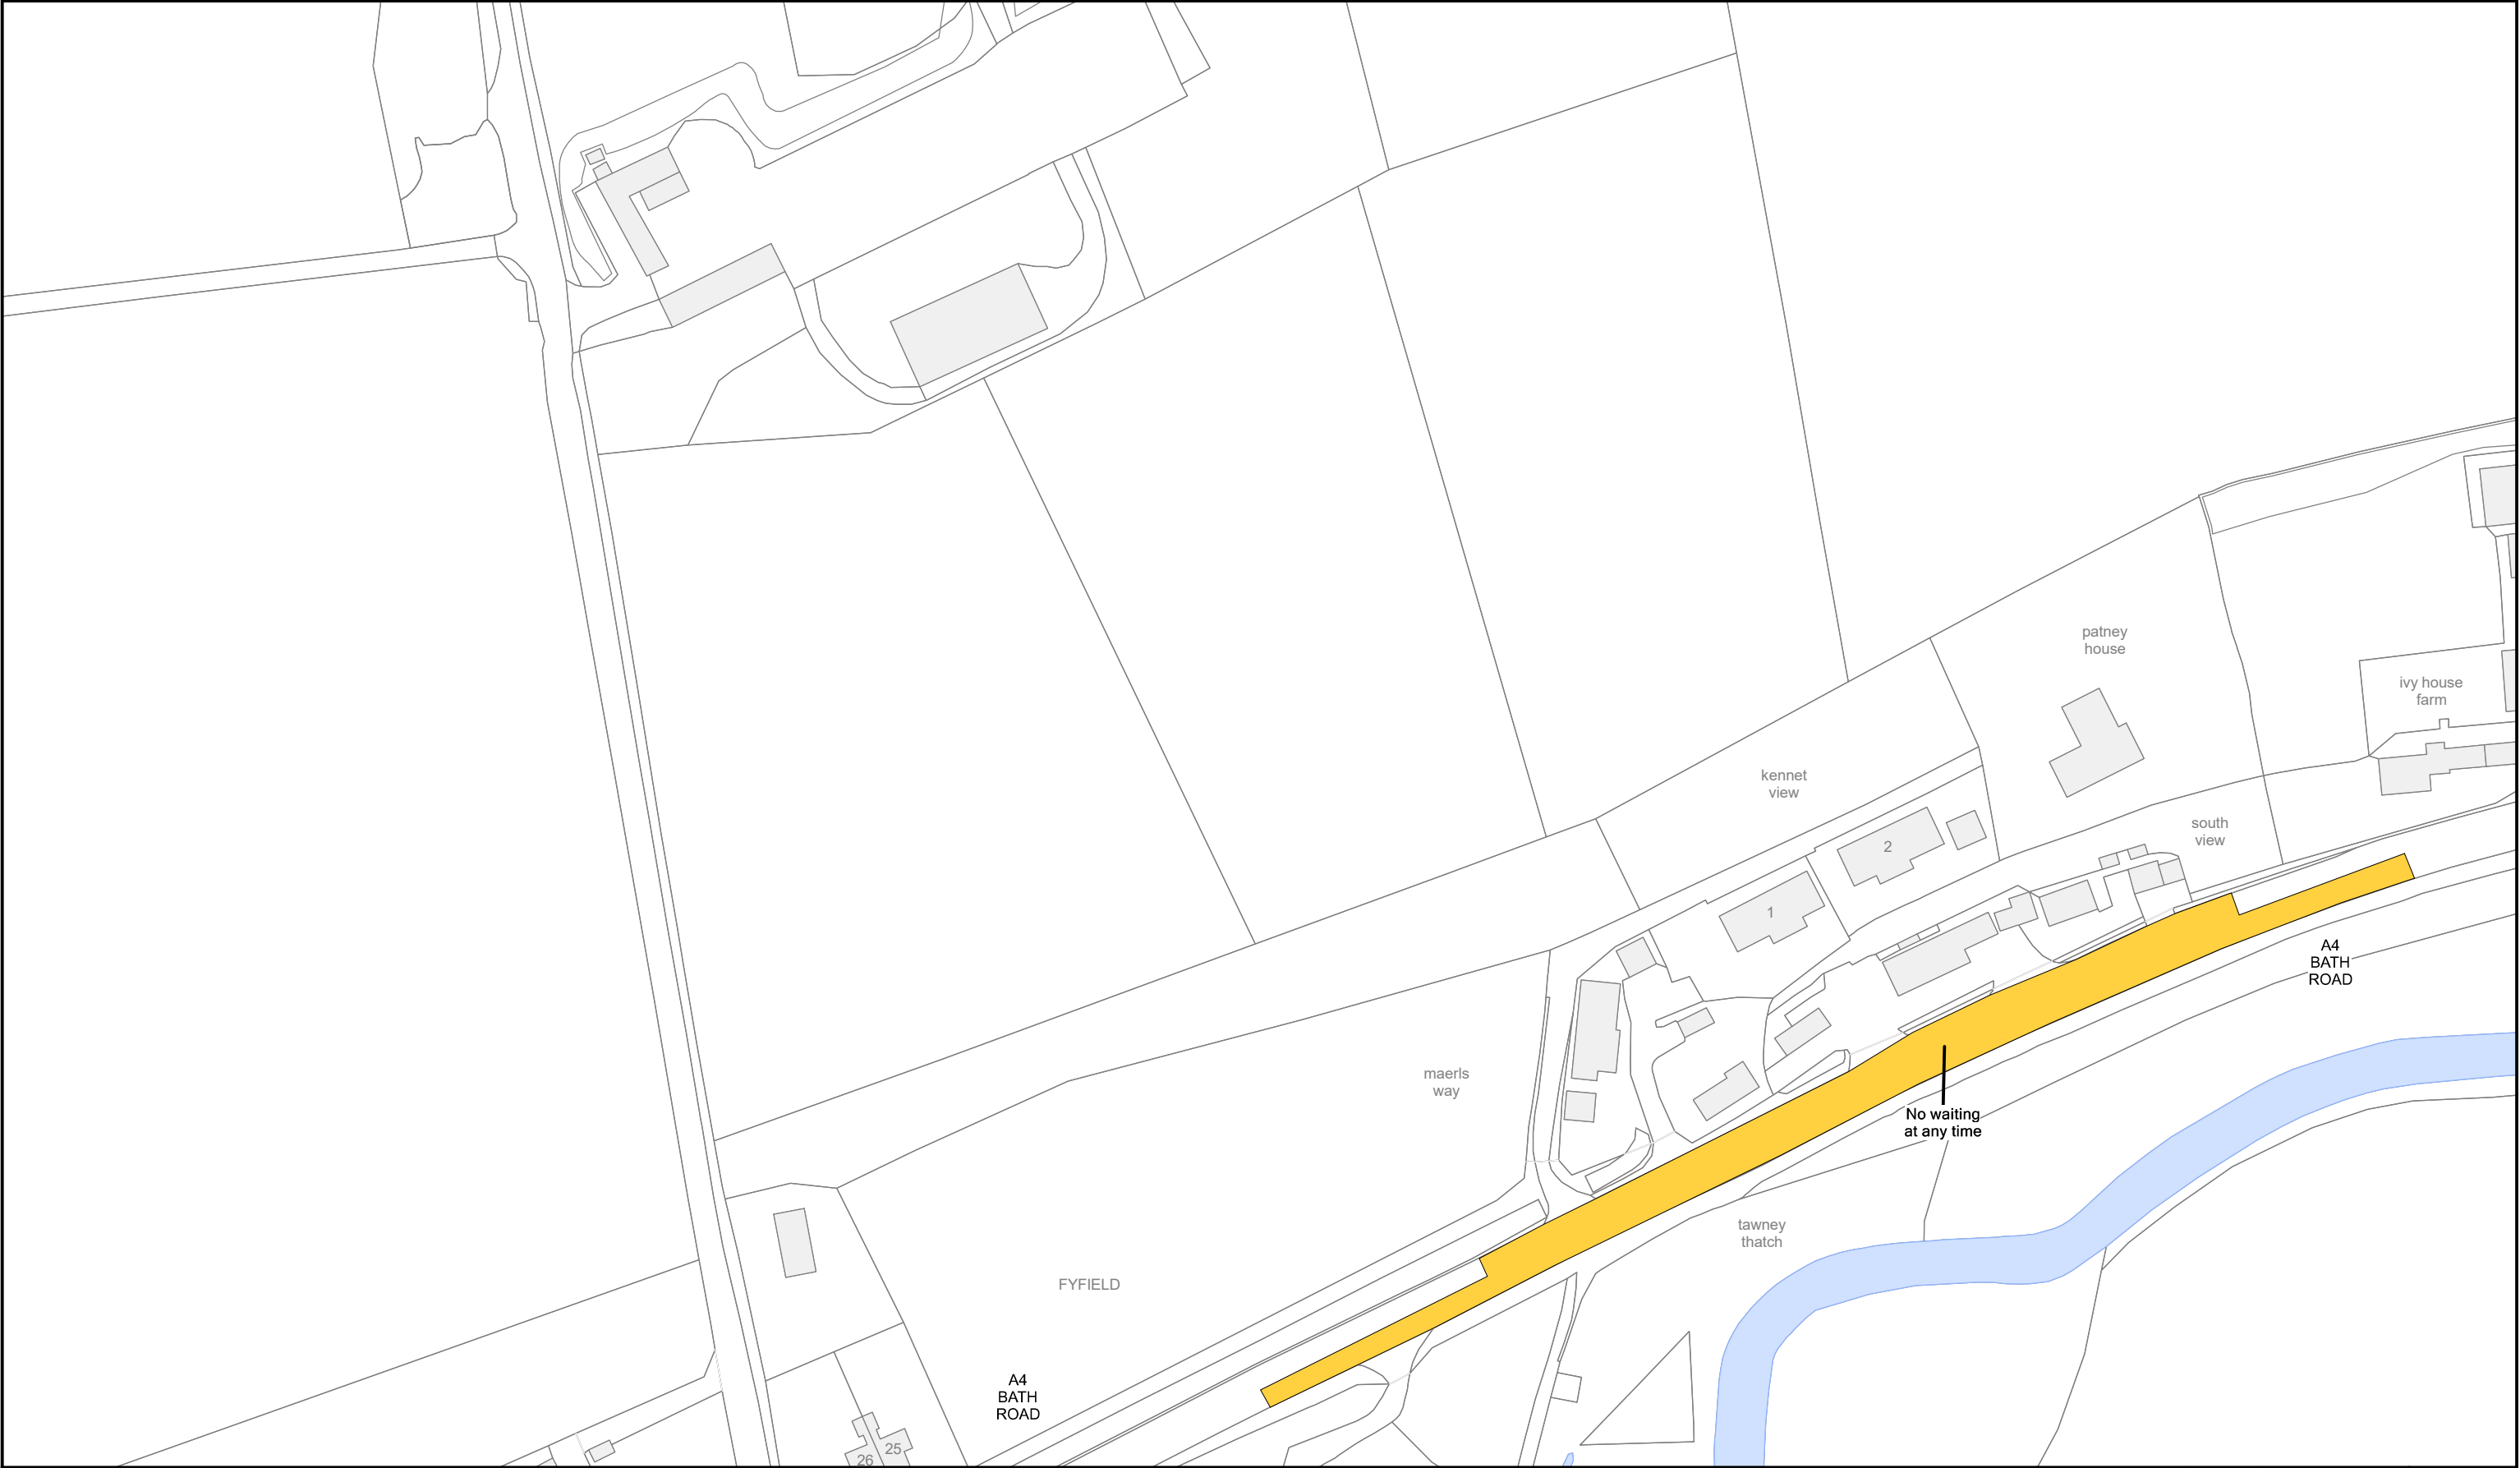 patney
house
ivy house
farm
kennet
view
south
view
2
1
A4
BATH
ROAD
maerls
way
No waiting
at any time
tawney
thatch
FYFIELD
A4
BATH
ROAD
25
26